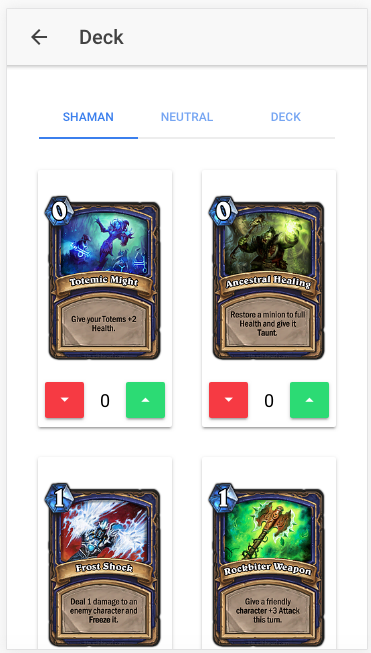 Deck
SHAMAN NEUTRAL DECK
0
Totemic Might
Give your Totems +2
Health.
0
0
Ancestral Healing
Restore a minion to full
Health and give it
Taunt.
0
1
Frost Shock
Deal 1 damage to an
enemy character and
Freeze it.
1
Rockbiter Weapon
Give a friendly
character +3 Attack
this turn.